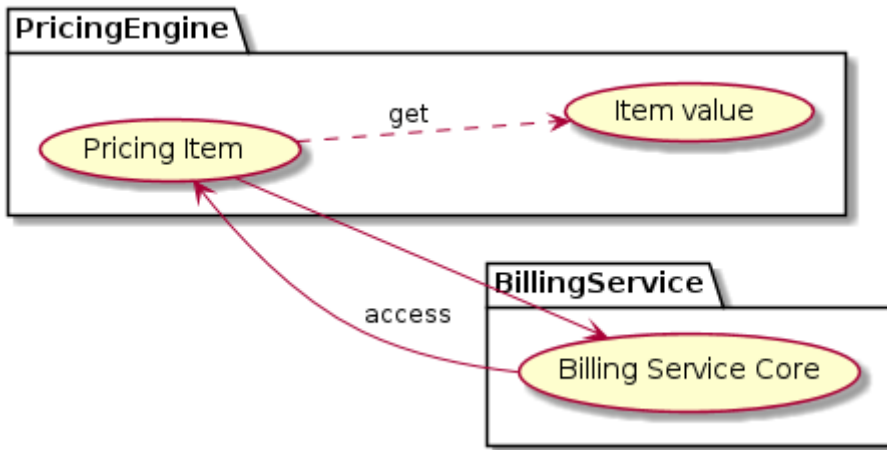 PricingEngine
Item value
get
Pricing Item
BillingService
access
Billing Service Core